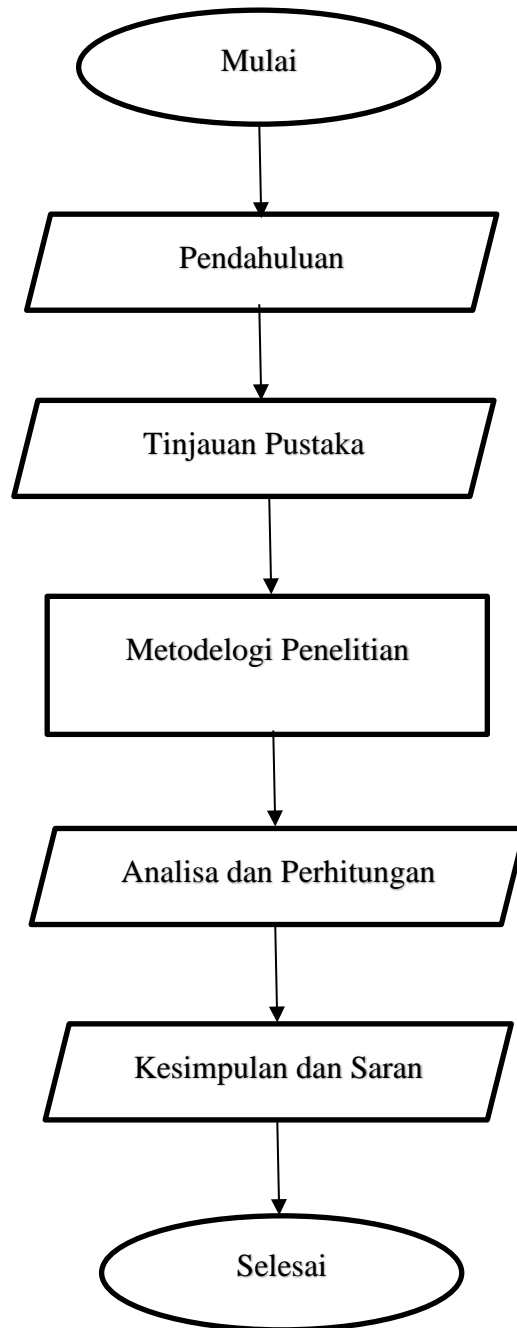 Mulai
Pendahuluan
Tinjauan Pustaka
Metodelogi Penelitian
Analisa dan Perhitungan
Kesimpulan dan Saran
Selesai